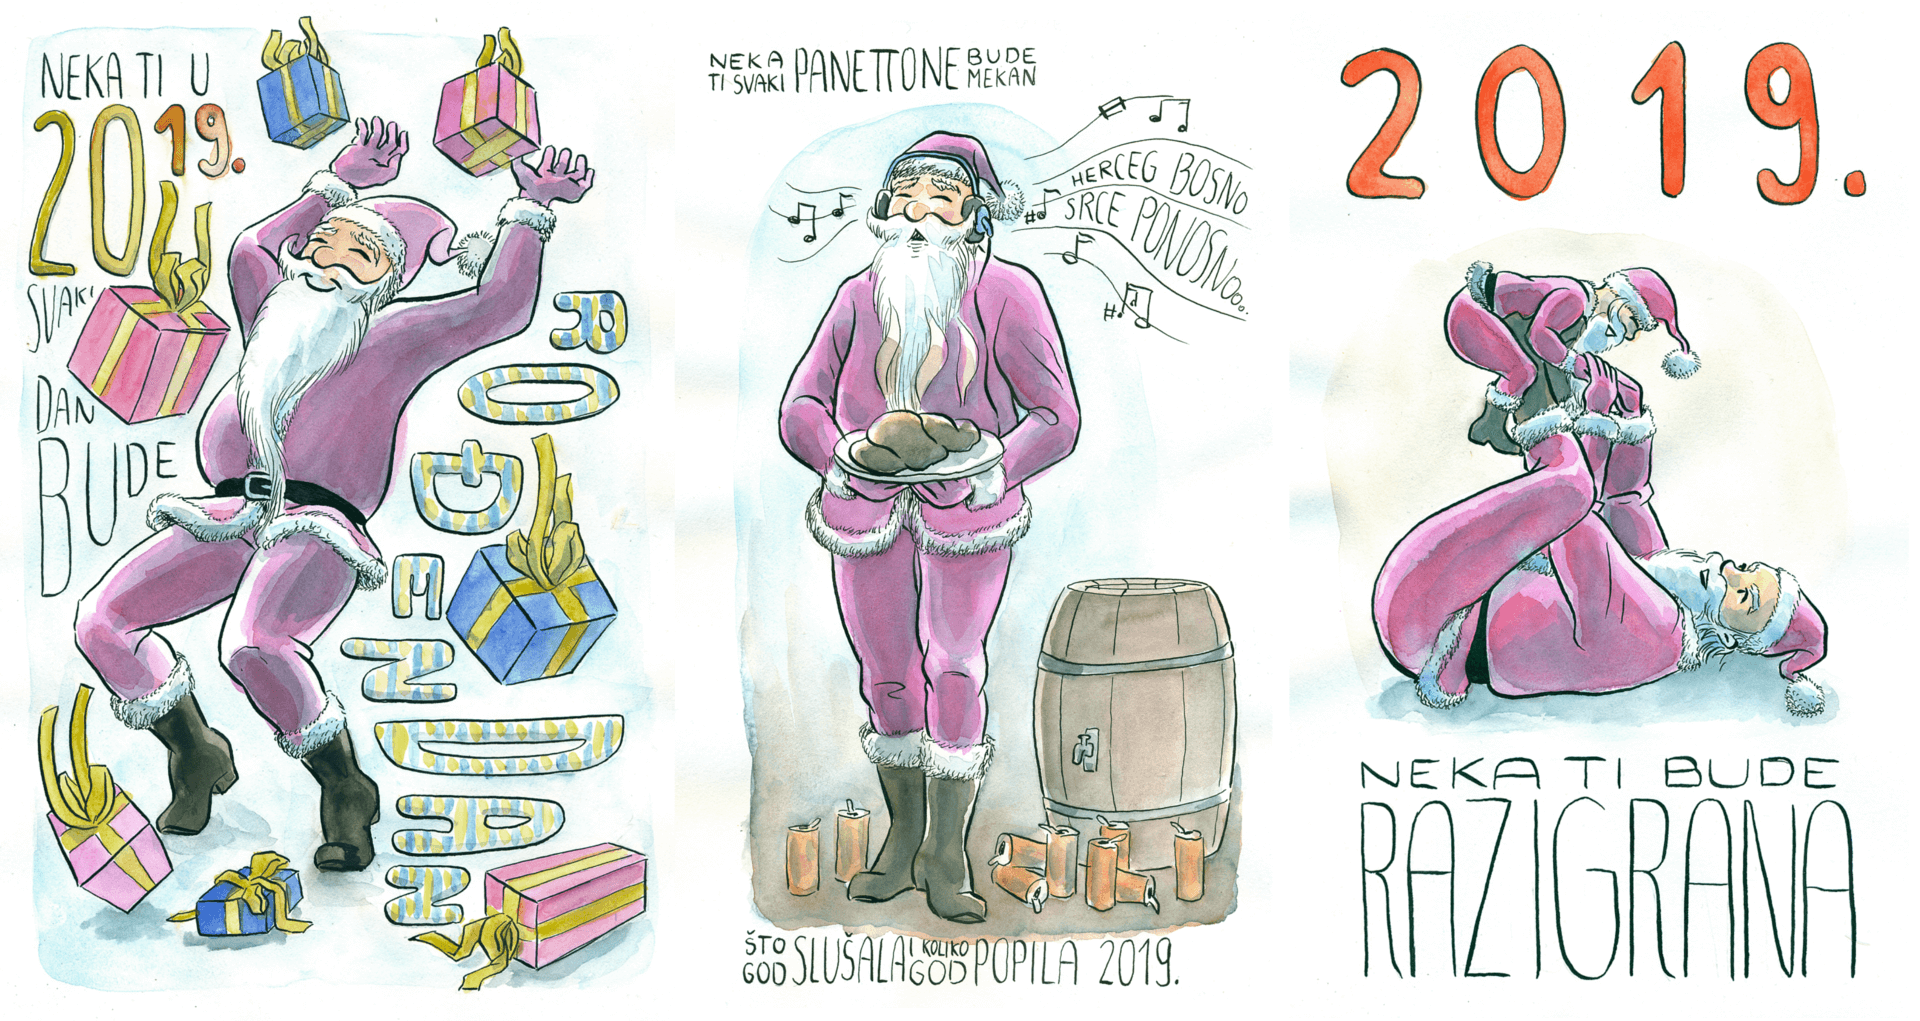 NEKA TI U
2019.
SVAKI
DAN
BUDE
ROĐENDAN
NEKA
TI SVAKI
PANETTONE
BUDE
MEKAN
HERCEG BOSNO
SRCE PONOSNOoo..
ŠTO
GOD
SLUŠALA
I KOLIKO
GOD
POPILA 2019.
2019.
NEKA TI BUDE
RAZIGRANA